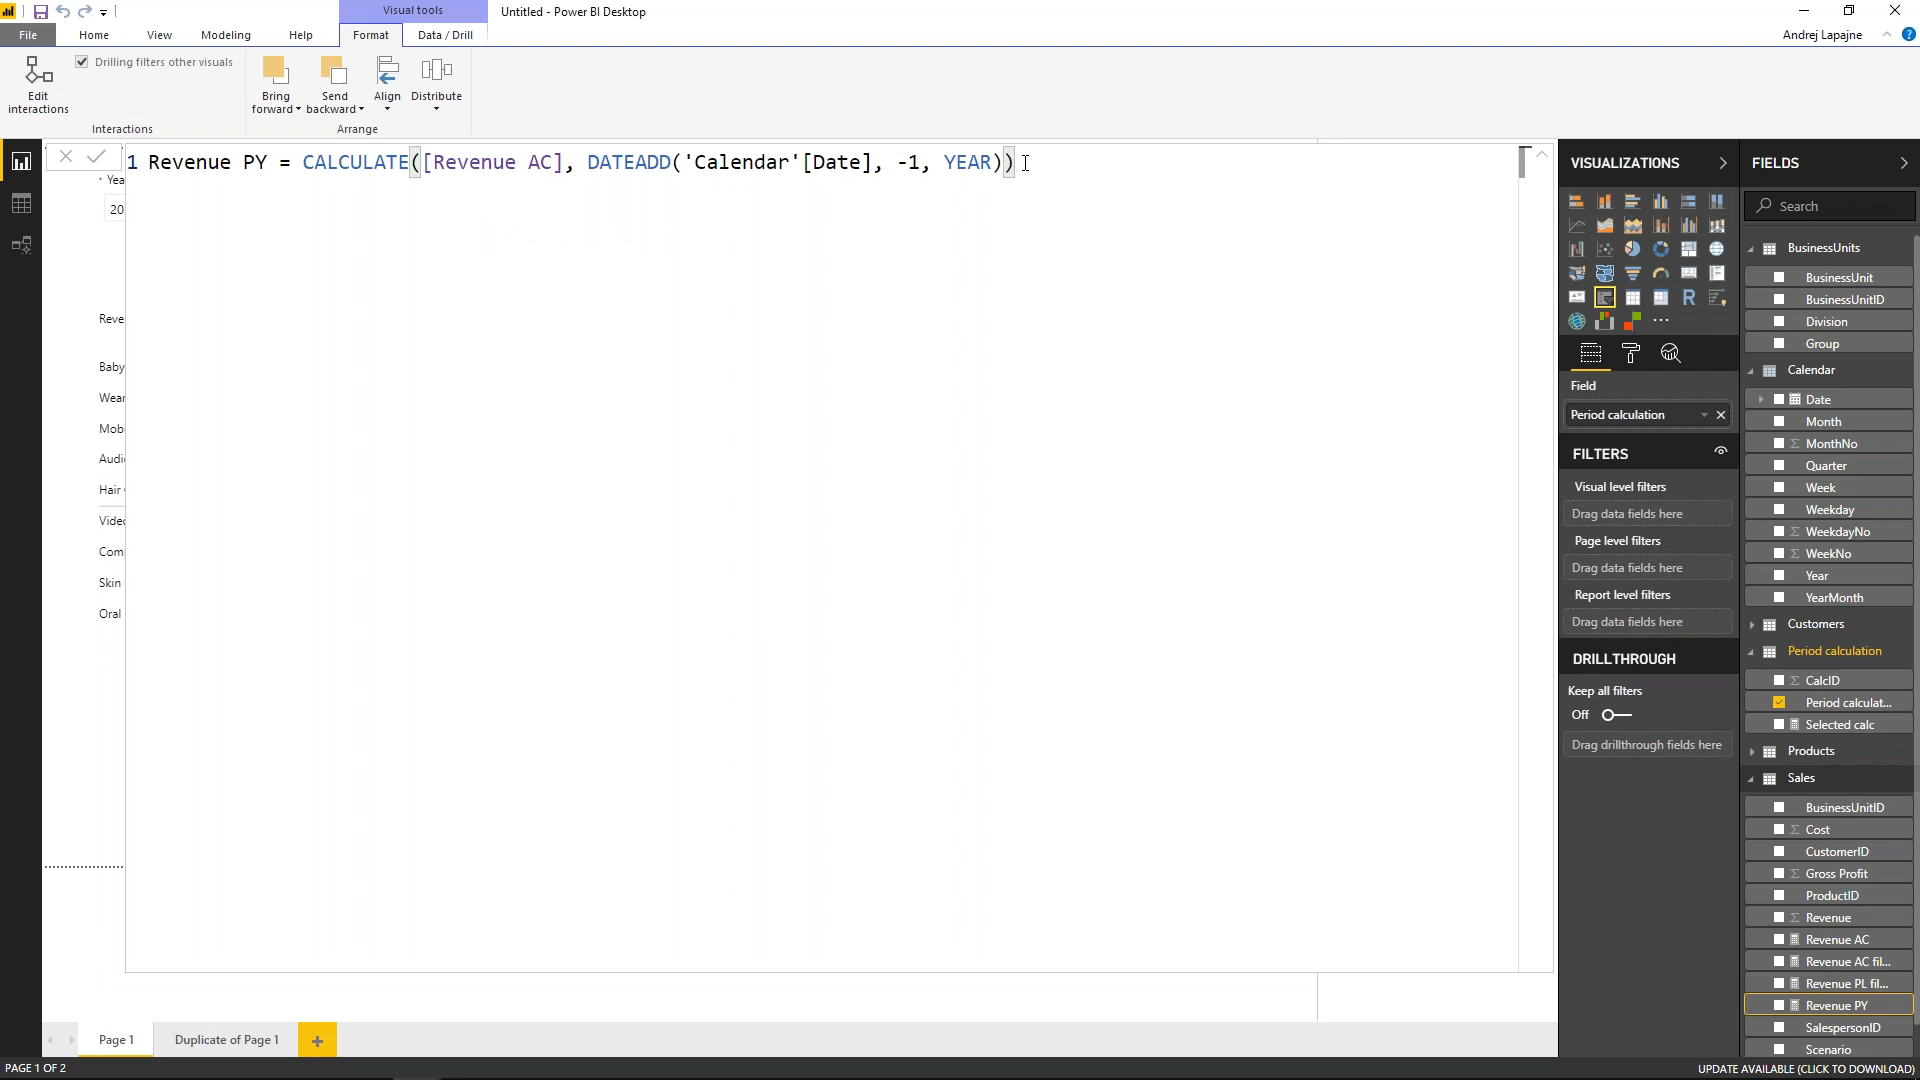 Visual tools
Untitled - Power BI Desktop
File
Home
View
Modeling
Help
Format
Data / Drill
Andrej Lapajne
Edit
interactions
Drilling filters other visuals
Bring
forward
Send
backward
Align
Distribute
Interactions
Arrange
1 Revenue PY = CALCULATE([Revenue AC], DATEADD('Calendar'[Date], -1, YEAR))
Yea
20
Reve
Baby
Wear
Mob
Audi
Hair
Vide
Com
Skin
Oral
VISUALIZATIONS
R
Field
Period calculation
FILTERS
Visual level filters
Drag data fields here
Page level filters
Drag data fields here
Report level filters
Drag data fields here
DRILLTHROUGH
Keep all filters
Off
Drag drillthrough fields here
FIELDS
Search
BusinessUnits
BusinessUnit
BusinessUnitID
Division
Group
Calendar
Date
Month
MonthNo
Quarter
Week
Weekday
WeekdayNo
WeekNo
Year
YearMonth
Customers
Period calculation
CalcID
Period calculat...
Selected calc
Products
Sales
BusinessUnitID
Cost
CustomerID
Gross Profit
ProductID
Revenue
Revenue AC
Revenue AC fil...
Revenue PL fil...
Revenue PY
SalespersonID
Scenario
Page 1
Duplicate of Page 1
PAGE 1 OF 2
UPDATE AVAILABLE (CLICK TO DOWNLOAD)